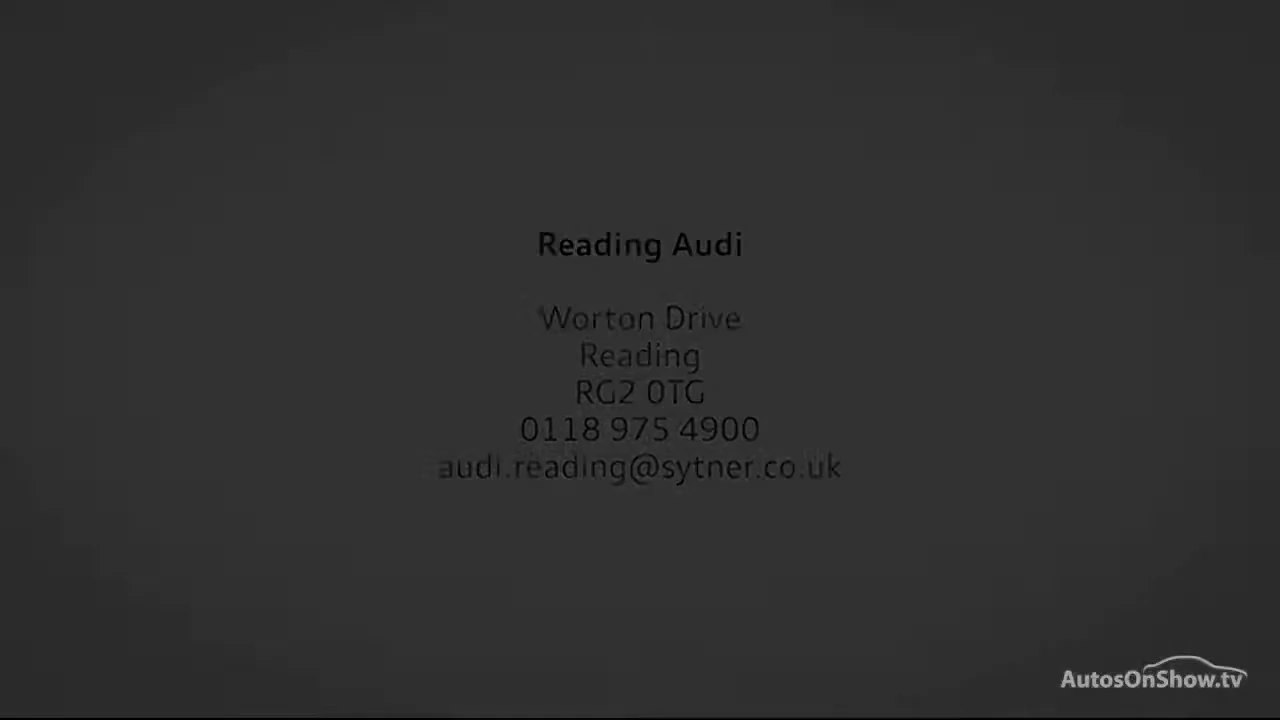 Reading Audi
Worton Drive
Reading
RG2 0TG
0118 975 4900
audi.reading@sytner.co.uk
AutosOnShow.tv